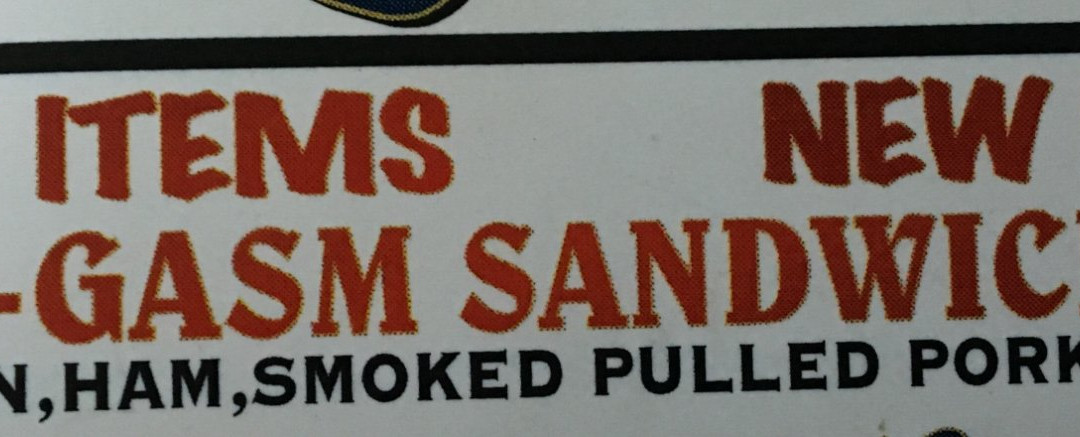 ITEMS NEW
-GASM SANDWIC
N,HAM,SMOKED PULLED PORK